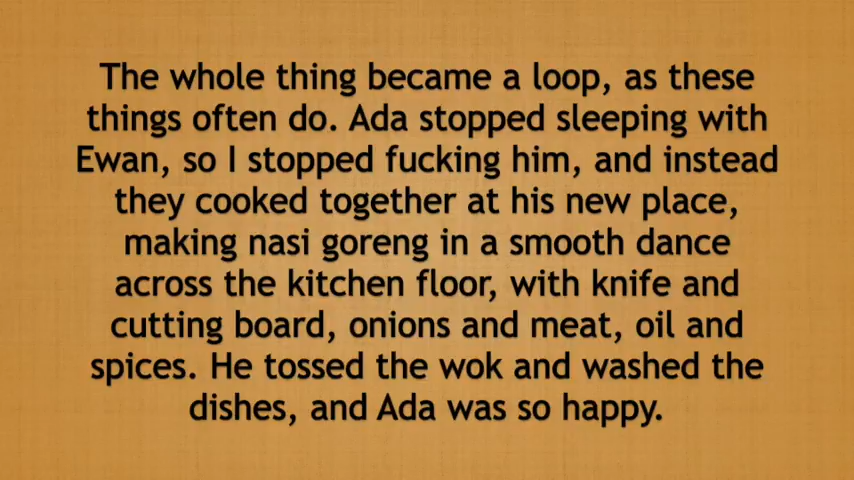 The whole thing became a loop, as these
things often do. Ada stopped sleeping with
Ewan, so I stopped fucking him, and instead
they cooked together at his new place,
making nasi goreng in a smooth dance
across the kitchen floor, with knife and
cutting board, onions and meat, oil and
spices. He tossed the wok and washed the
dishes, and Ada was so happy.